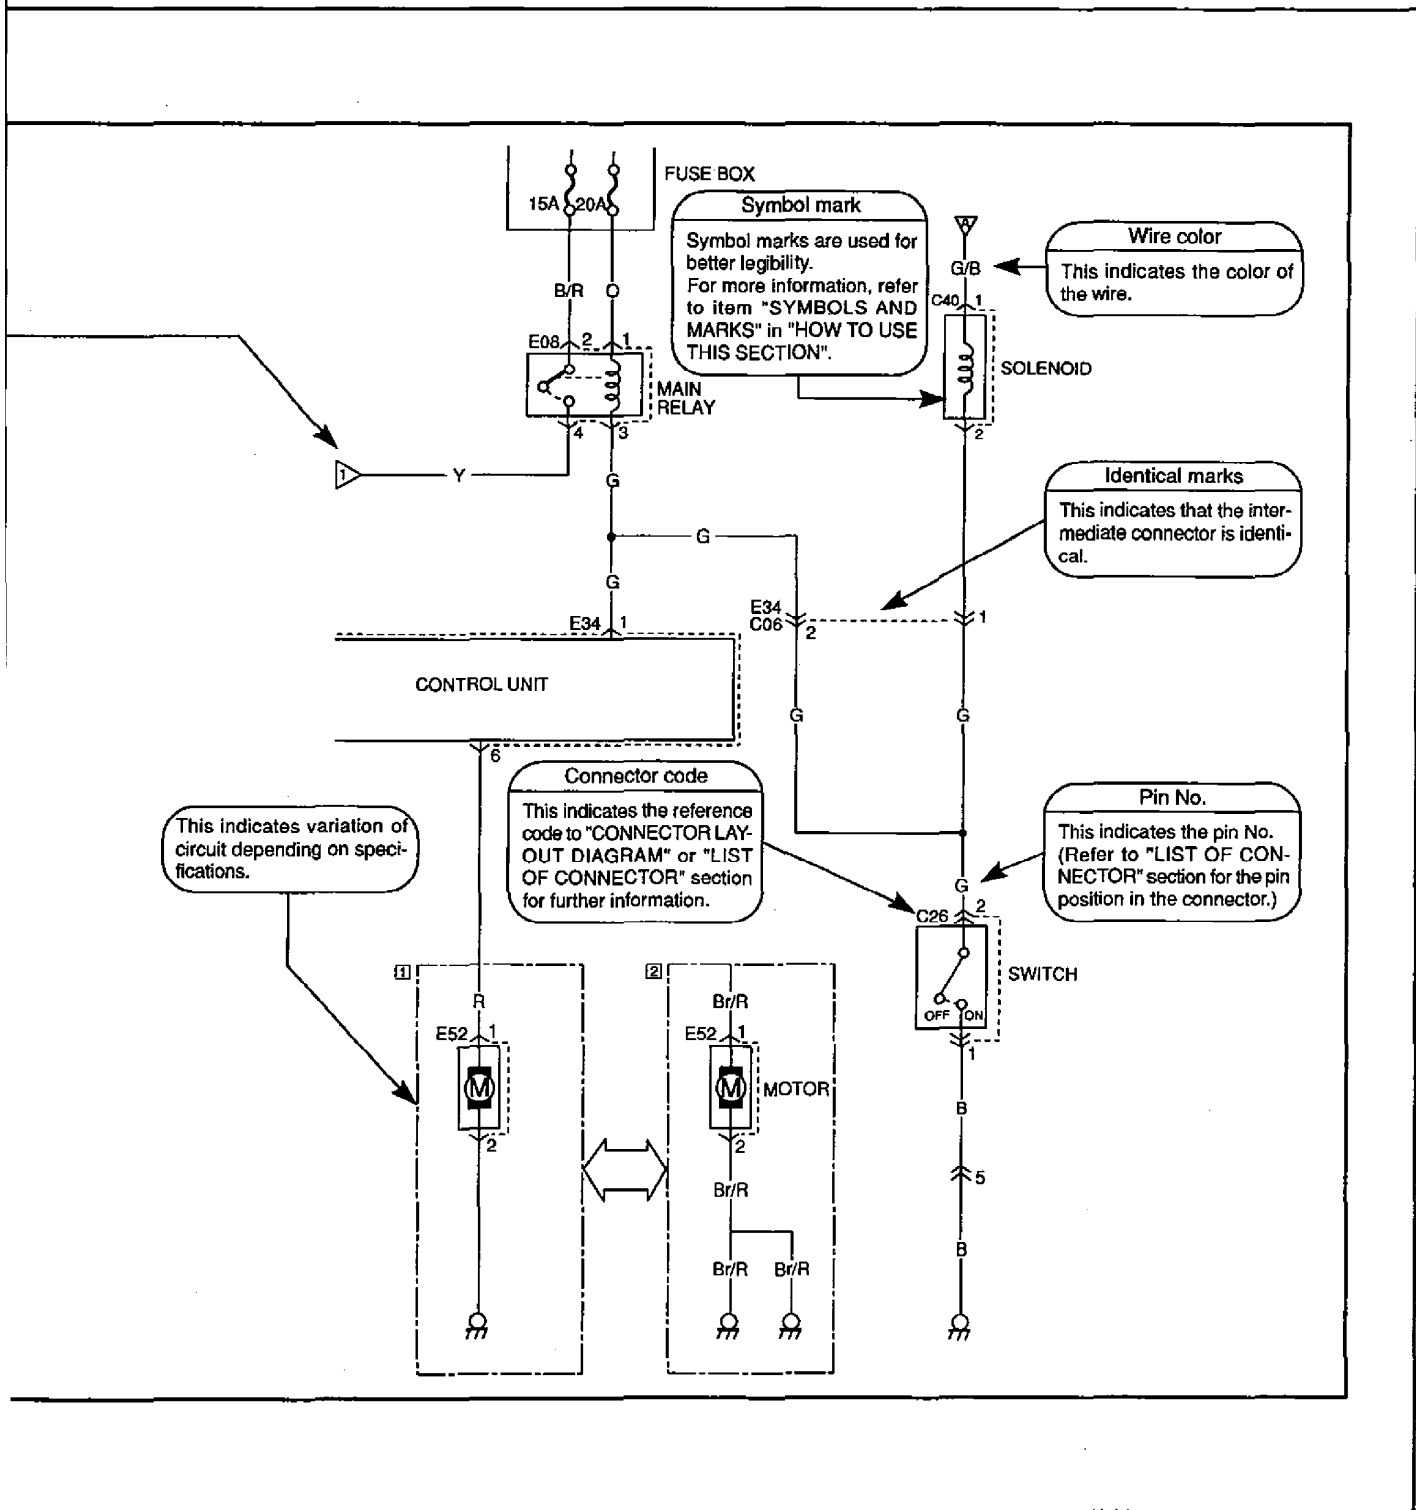 FUSE BOX
15A 20A
B/R O
E08 2 1
MAIN
RELAY
4 3
1 Y
G
G
G
E34 1
CONTROL UNIT
6
Symbol mark
Symbol marks are used for
better legibility.
For more information, refer
to item "SYMBOLS AND
MARKS" in "HOW TO USE
THIS SECTION".
A
G/B
C40 1
SOLENOID
2
Wire color
This indicates the color of
the wire.
Identical marks
This indicates that the inter-
mediate connector is identi-
cal.
E34
C06
2
1
G G
Connector code
This indicates the reference
code to "CONNECTOR LAY-
OUT DIAGRAM" or "LIST
OF CONNECTOR" section
for further information.
Pin No.
This indicates the pin No.
(Refer to "LIST OF CON-
NECTOR" section for the pin
position in the connector.)
This indicates variation of
circuit depending on speci-
fications.
G
C26 2
SWITCH
OFF ON
1
B
5
B
1
R
E52 1
M
2
2
Br/R
E52 1
M
MOTOR
2
Br/R
Br/R Br/R